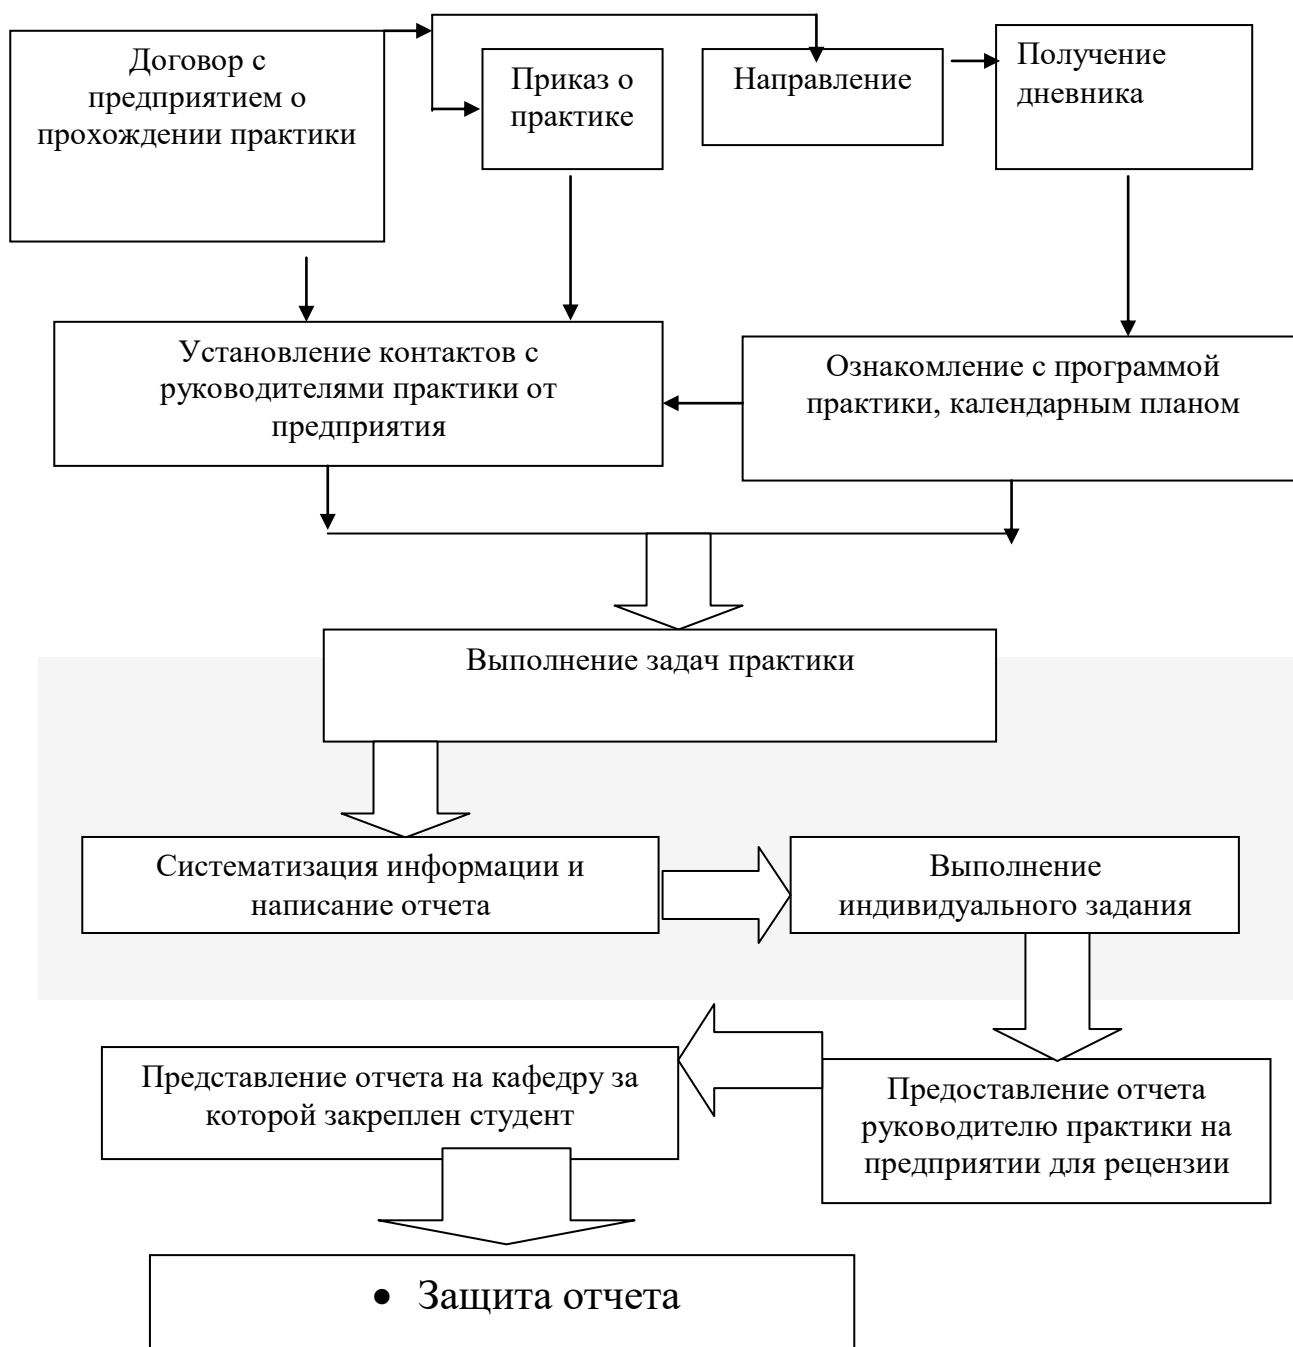 Договор с
предприятием о
прохождении практики
Приказ о
практике
Направление
Получение
дневника
Установление контактов с
руководителями практики от
предприятия
Ознакомление с программой
практики, календарным планом
Выполнение задач практики
Систематизация информации и
написание отчета
Выполнение
индивидуального задания
Представление отчета на кафедру за
которой закреплен студент
Предоставление отчета
руководителю практики на
предприятии для рецензии
• Защита отчета